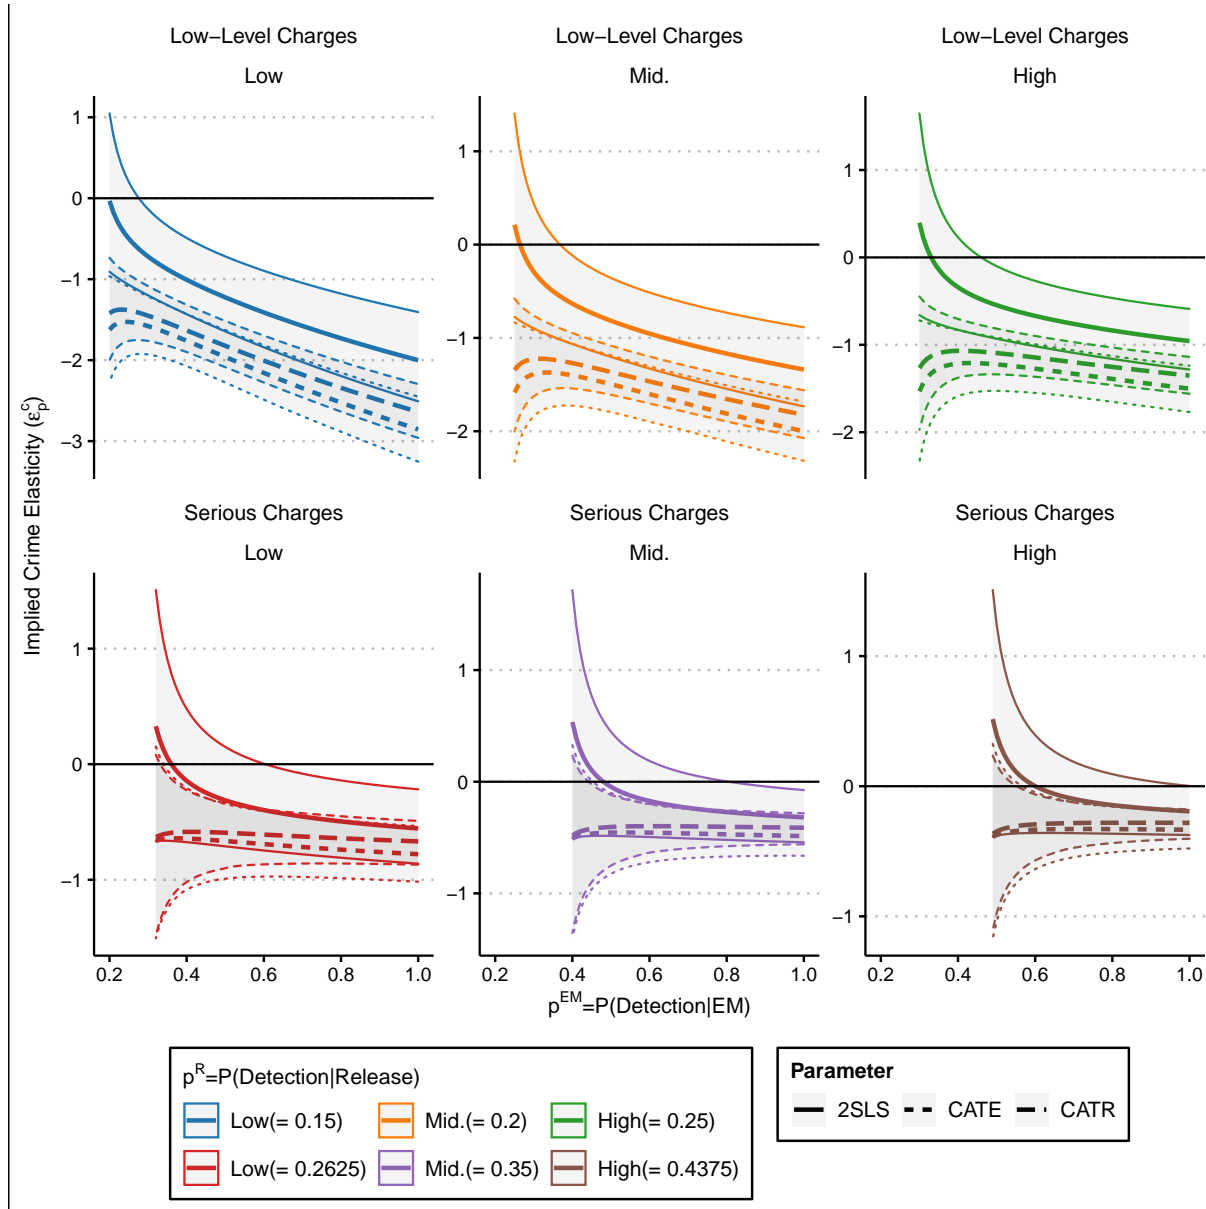 Low−Level Charges
Low
Low−Level Charges
Mid.
Low−Level Charges
High
1
0
−1
−2
−3
1
0
−1
−2
1
0
−1
−2
Implied Crime Elasticity (ε_p^c)
Serious Charges
Low
Serious Charges
Mid.
Serious Charges
High
1
0
−1
1
0
−1
1
0
−1
0.2 0.4 0.6 0.8 1.0
0.2 0.4 0.6 0.8 1.0
0.2 0.4 0.6 0.8 1.0
p^EM=P(Detection|EM)
p^R=P(Detection|Release)
Low(= 0.15) Mid.(= 0.2) High(= 0.25)
Low(= 0.2625) Mid.(= 0.35) High(= 0.4375)
Parameter
2SLS CATE CATR